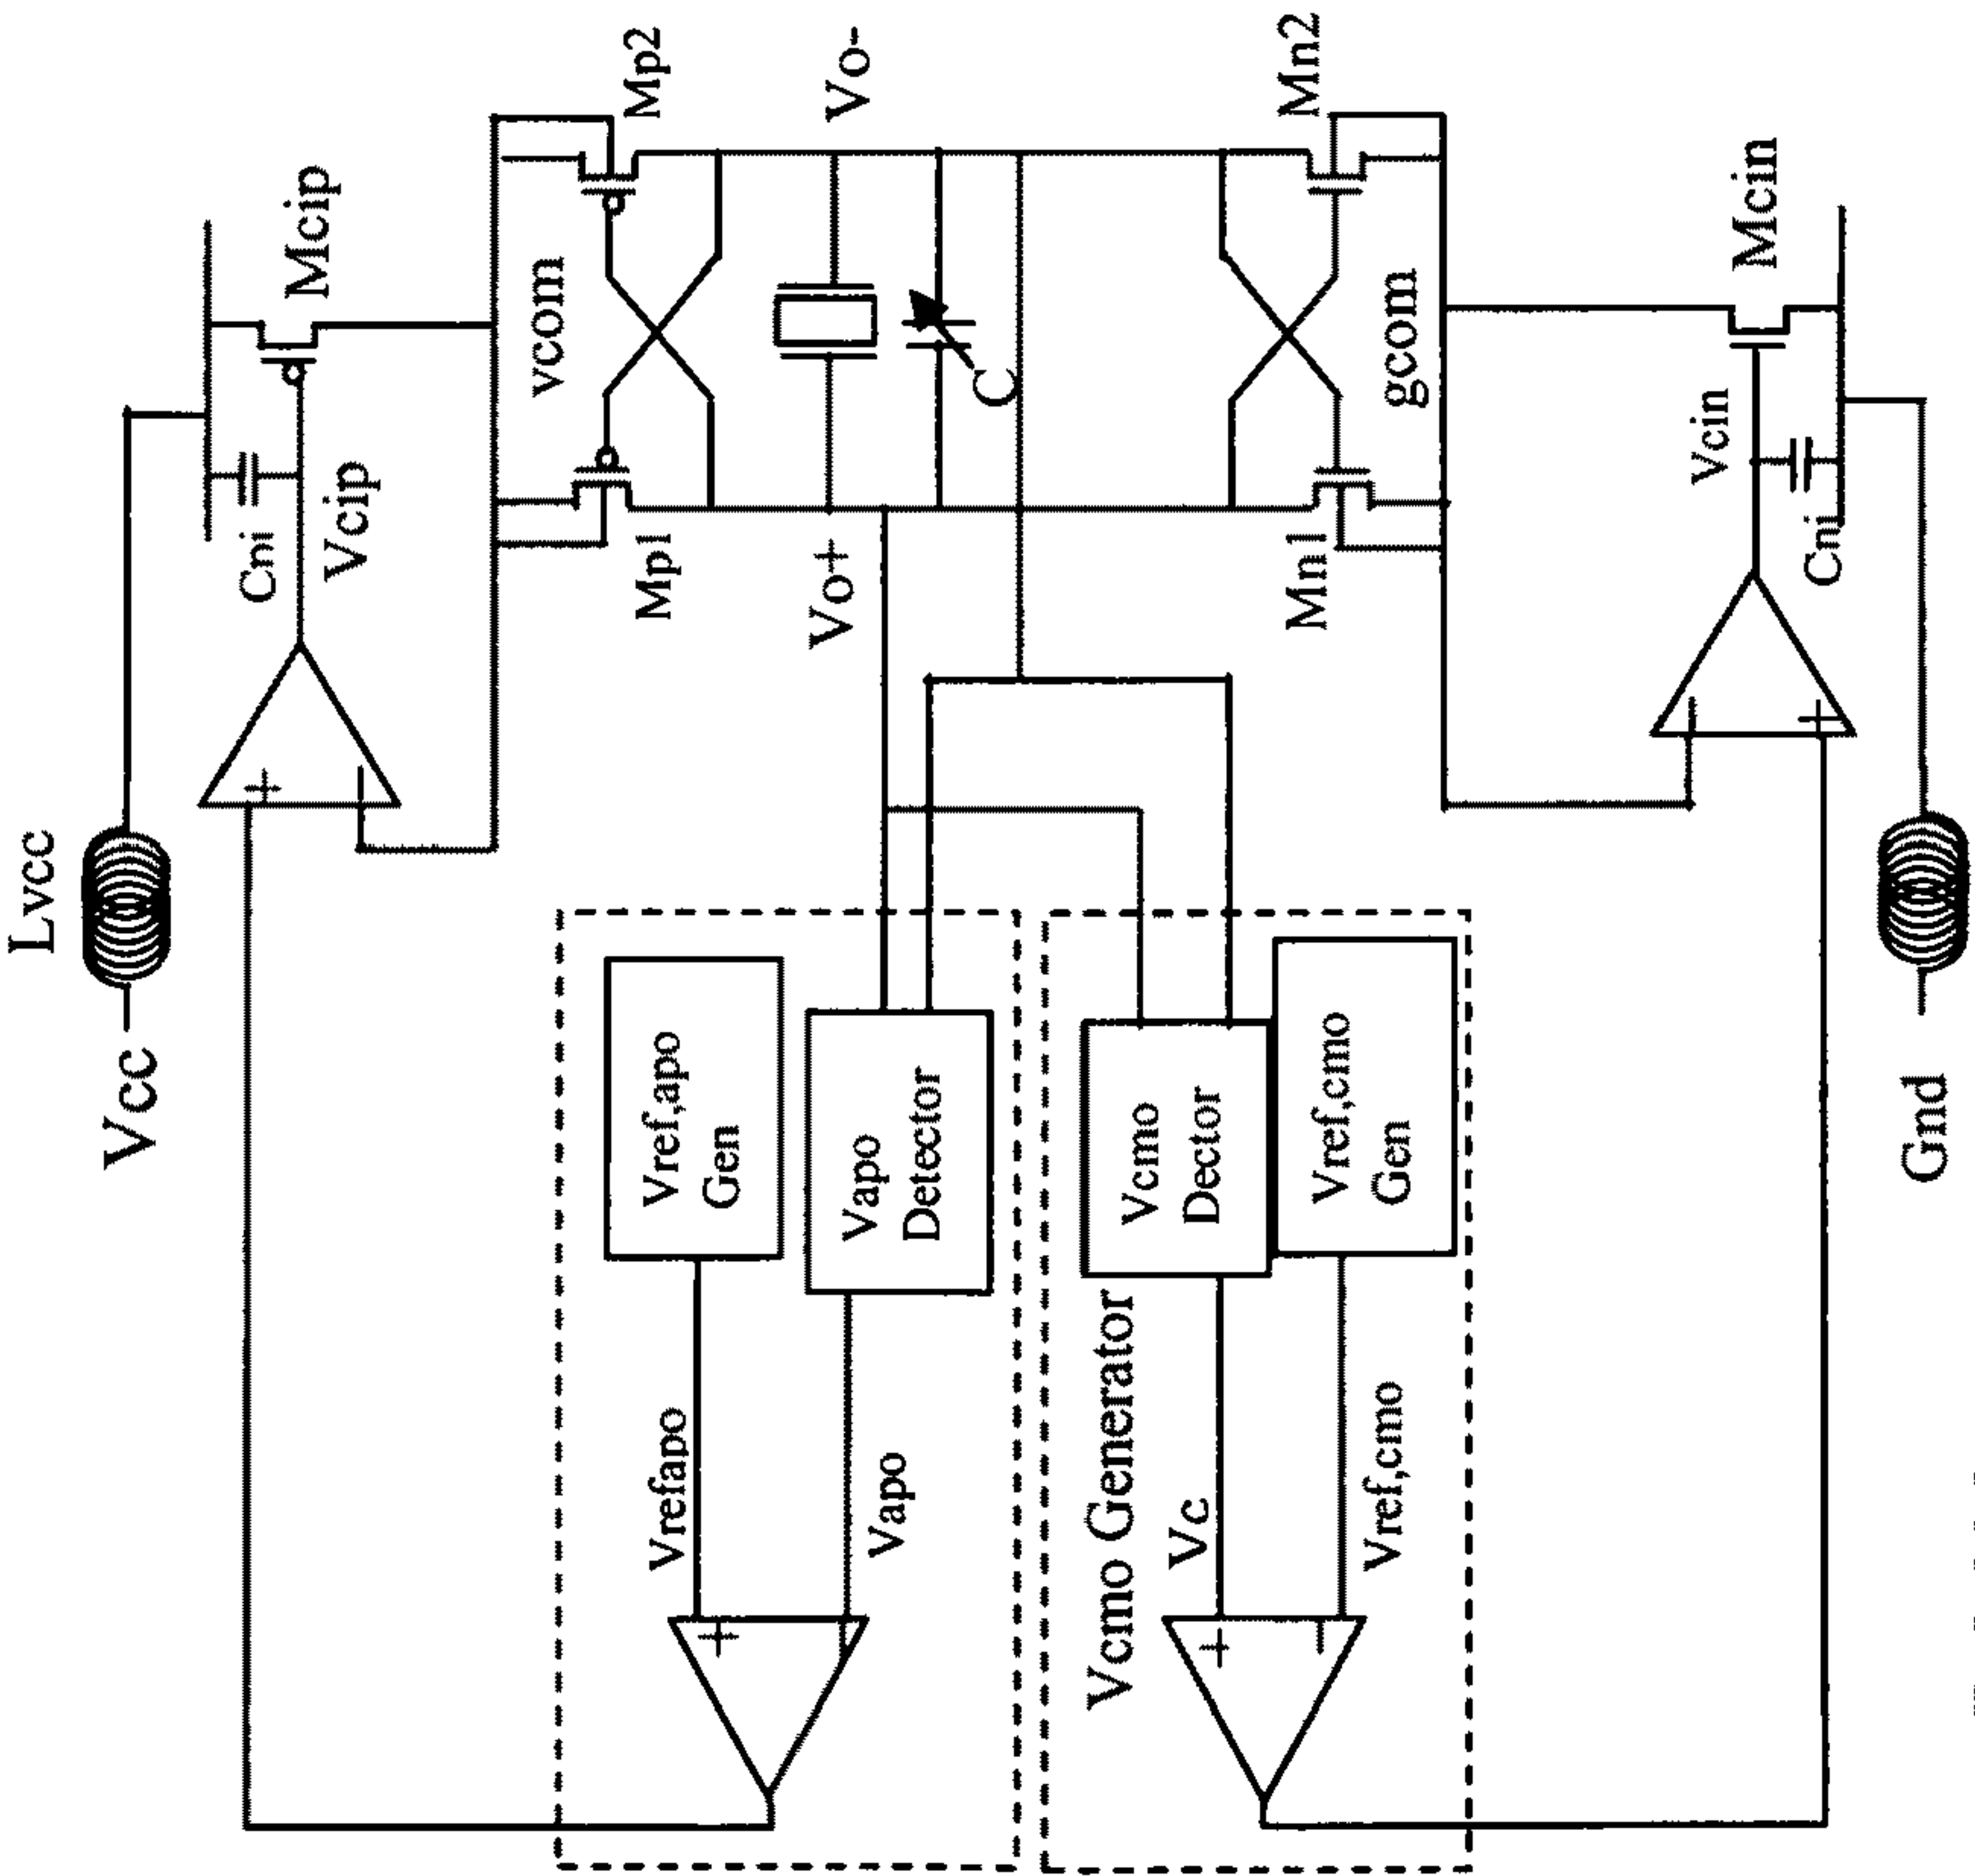 Lvcc
Vcc
Cni
Vcip
Mcip
Mp1
vcom
Mp2
Vo+
Vo-
C
Mn1
gcom
Mn2
Vcin
Cni
Mcin
Gnd
+
−
Vref,apo
Gen
Vapo
Detector
Vrefapo
Vapo
+
−
Vcmo
Dector
Vref,cmo
Gen
Vcmo Generator
Vc
Vref,cmo
+
−
−
+